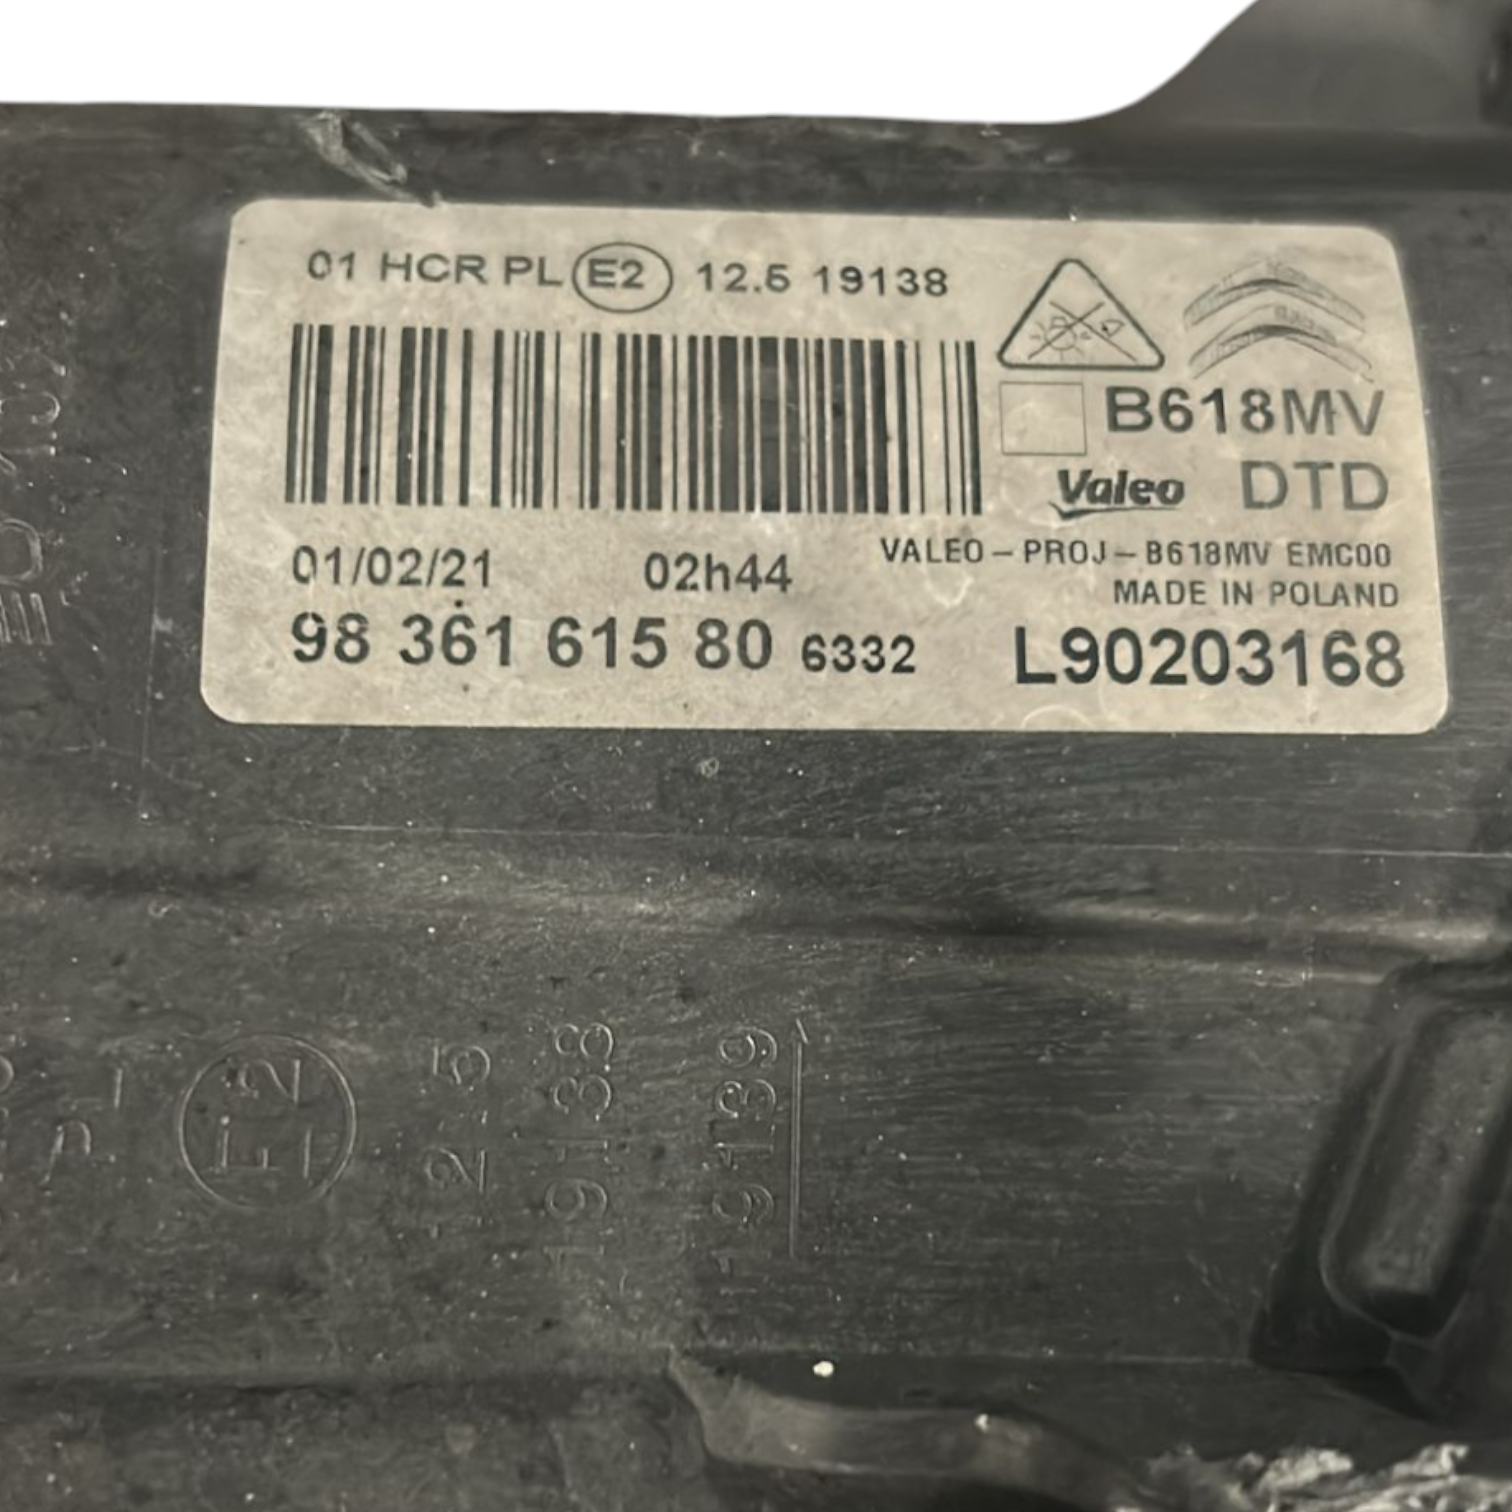 01 HCR PL E2 12.5 19138
B618MV
Valeo DTD
VALEO-PROJ-B618MV EMC00
MADE IN POLAND
01/02/21 02h44
98 361 615 80 6332 L90203168
12.5
19138
19139
E2